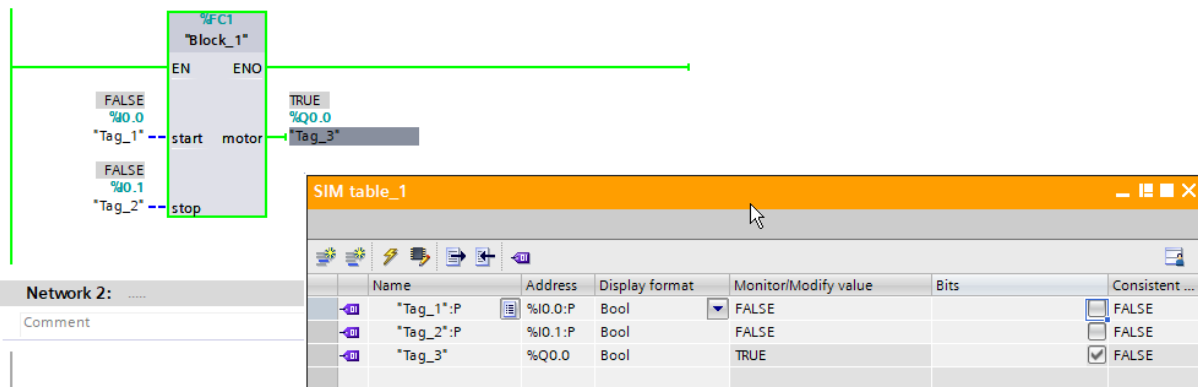 %FC1
"Block_1"
EN ENO
FALSE TRUE
%I0.0 %Q0.0
"Tag_1" start motor "Tag_3"
FALSE
%I0.1
"Tag_2" stop
SIM table_1
Name Address Display format Monitor/Modify value Bits Consistent ...
"Tag_1":P %I0.0:P Bool FALSE FALSE
"Tag_2":P %I0.1:P Bool FALSE FALSE
"Tag_3" %Q0.0 Bool TRUE FALSE
Network 2: .....
Comment